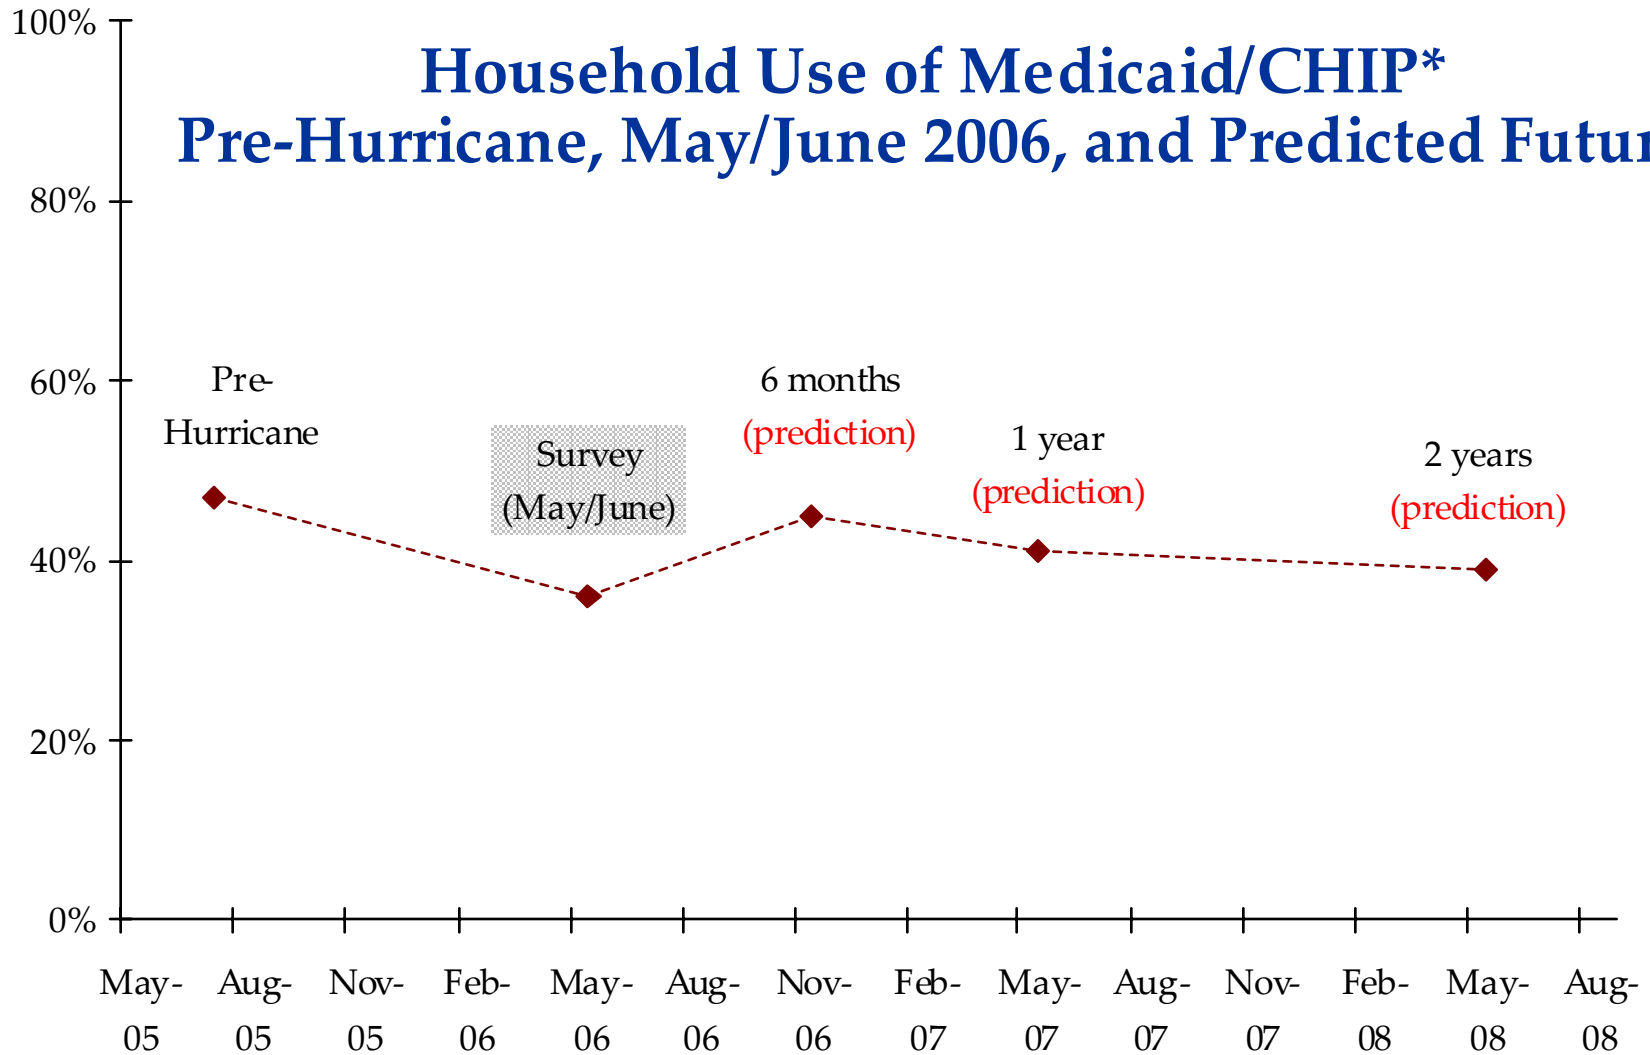 100%
Household Use of Medicaid/CHIP*
Pre-Hurricane, May/June 2006, and Predicted Futur
80%
60%
Pre-
Hurricane
Survey
(May/June)
6 months
(prediction)
1 year
(prediction)
2 years
(prediction)
40%
20%
0%
May- Aug- Nov- Feb- May- Aug- Nov- Feb- May- Aug- Nov- Feb- May- Aug-
05 05 05 06 06 06 06 07 07 07 07 08 08 08